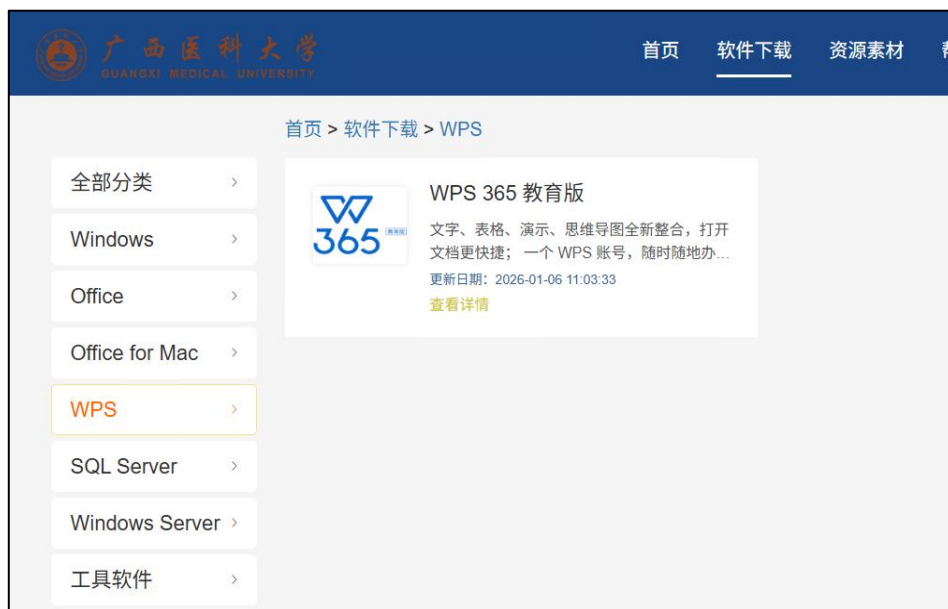 广西医科大学
GUANGXI MEDICAL UNIVERSITY
首页 软件下载 资源素材
首页 > 软件下载 > WPS
全部分类
Windows
Office
Office for Mac
WPS
SQL Server
Windows Server
工具软件
365 教育版
WPS 365 教育版
文字、表格、演示、思维导图全新整合，打开
文档更快捷； 一个 WPS 账号，随时随地办...
更新日期：2026-01-06 11:03:33
查看详情